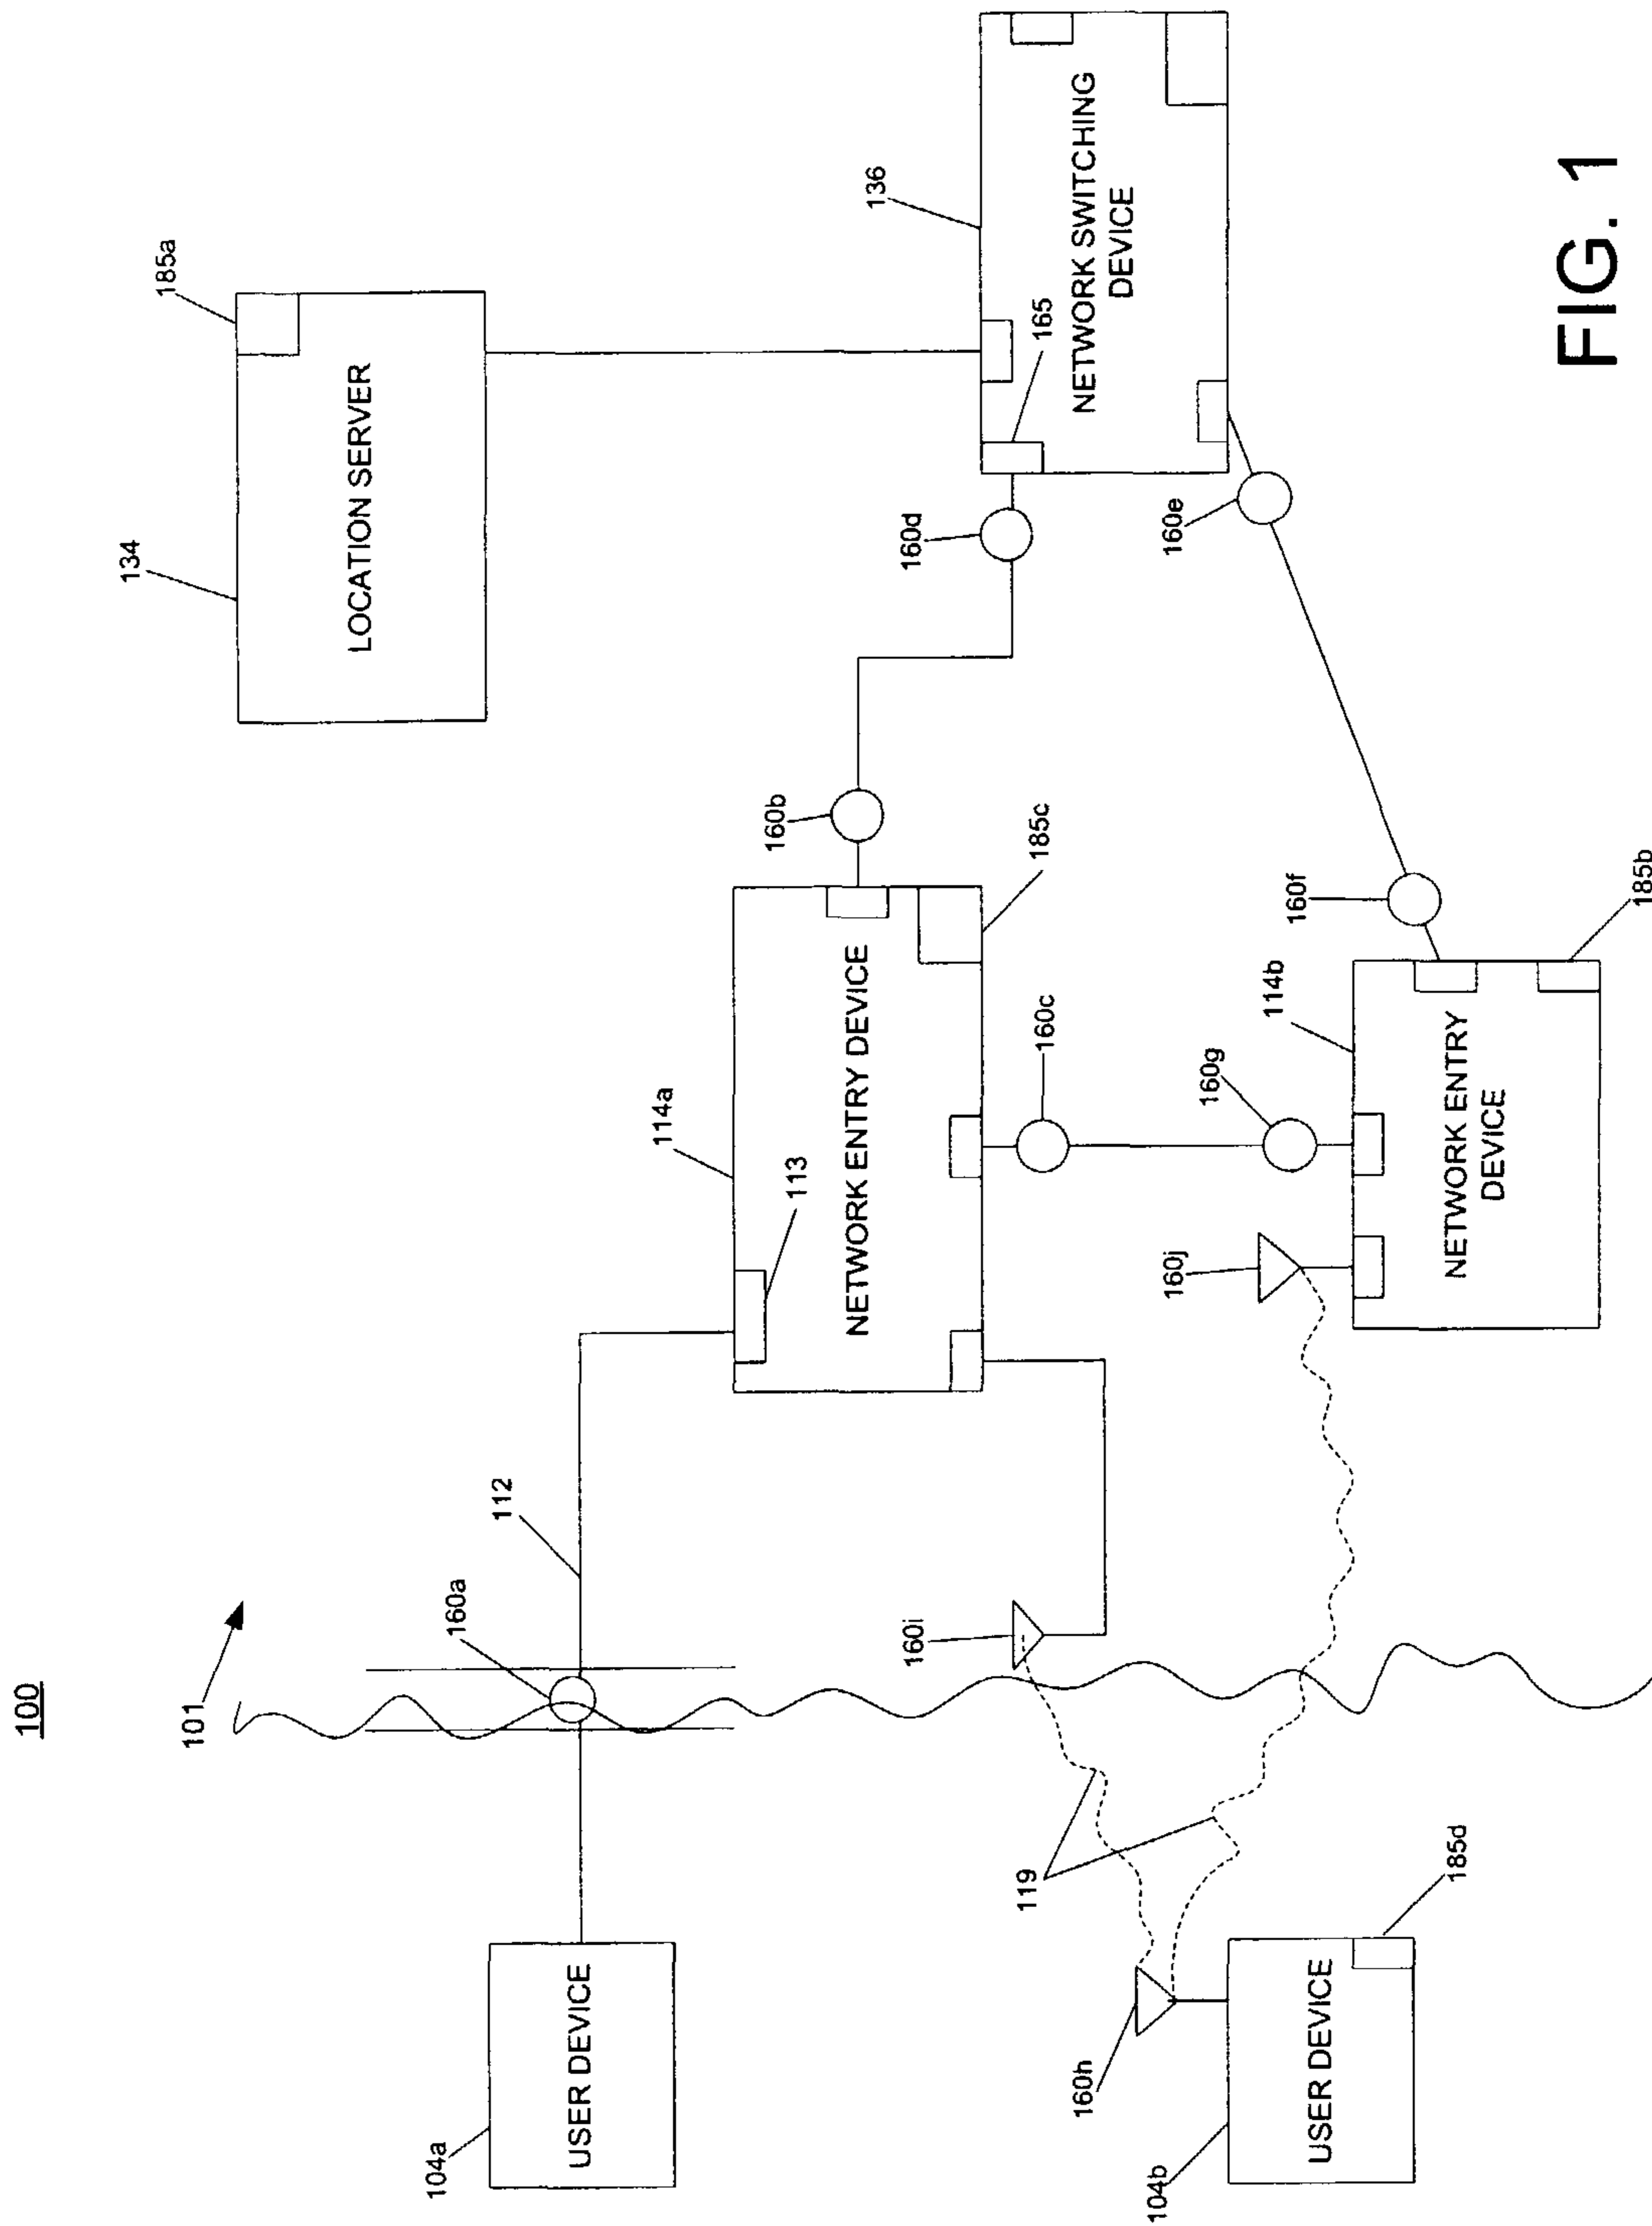 100
101
134
185a
LOCATION SERVER
104a
USER DEVICE
160a
112
114a
113
NETWORK ENTRY DEVICE
185c
160b
160d
136
165
NETWORK SWITCHING
DEVICE
160i
160c
160e
119
160h
160j
160g
114b
160f
104b
USER DEVICE
185d
NETWORK ENTRY
DEVICE
185b
FIG. 1